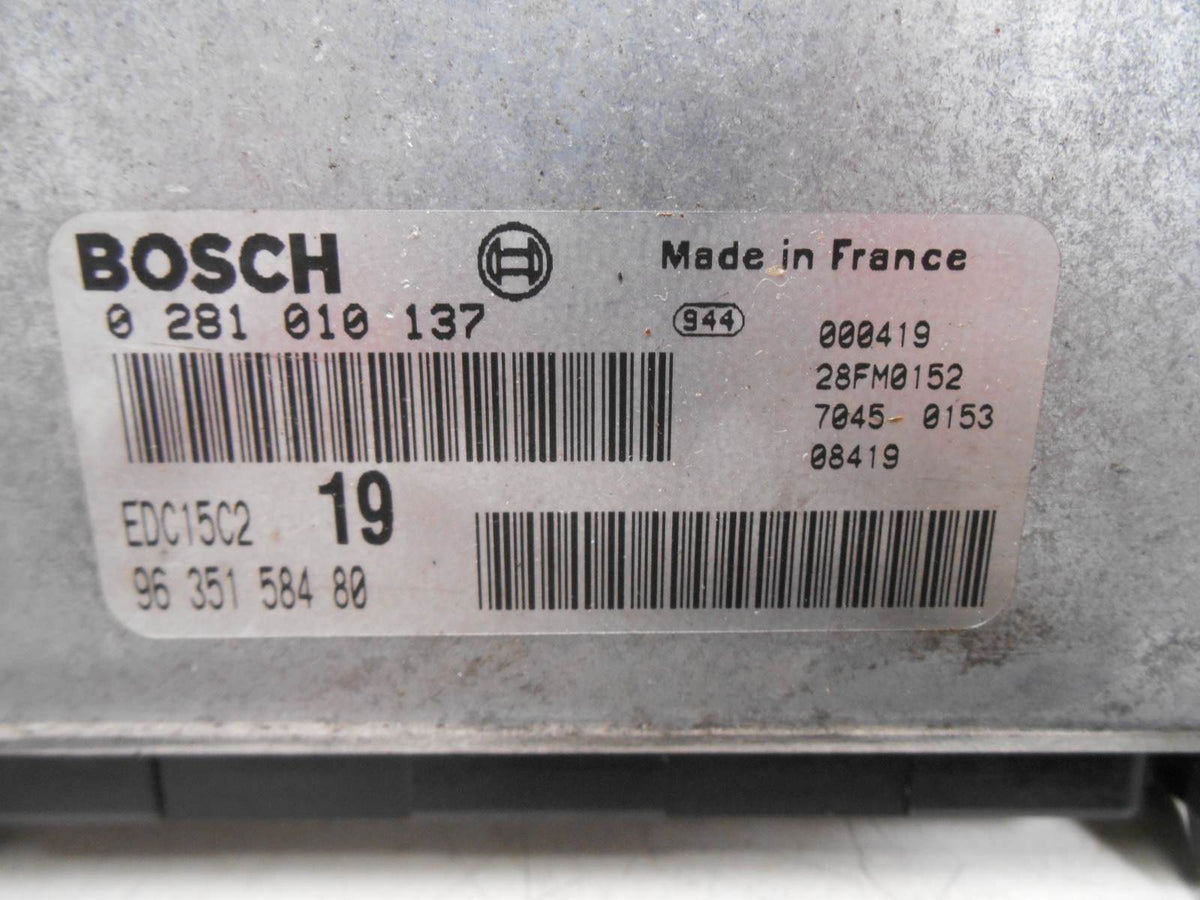 BOSCH
Made in France
0 281 010 137
944
000419
28FM0152
7045 0153
08419
EDC15C2
19
96 351 584 80